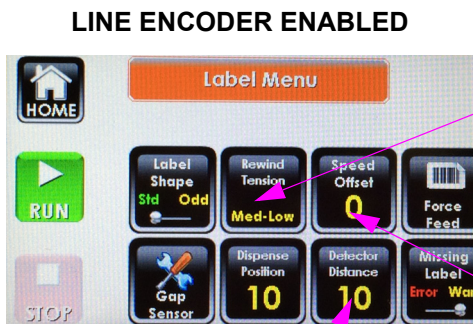 LINE ENCODER ENABLED
Label Menu
HOME
RUN
STOP
Label
Shape
Std Odd
Rewind
Tension
Med-Low
Speed
Offset
0
Force
Feed
Gap
Sensor
Dispense
Position
10
Detector
Distance
10
Missing
Label
Error